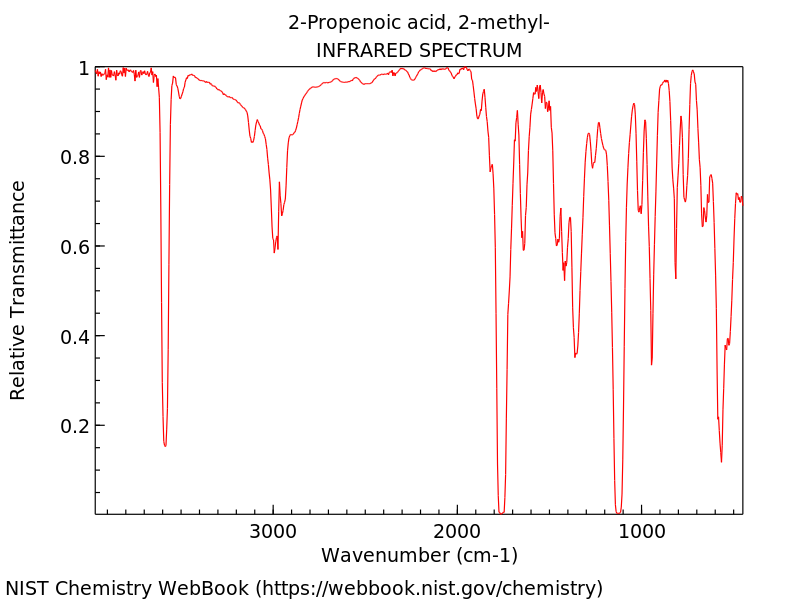 2-Propenoic acid, 2-methyl-
INFRARED SPECTRUM
1
0.8
0.6
0.4
0.2
Relative Transmittance
3000 2000 1000
Wavenumber (cm-1)
NIST Chemistry WebBook (https://webbook.nist.gov/chemistry)